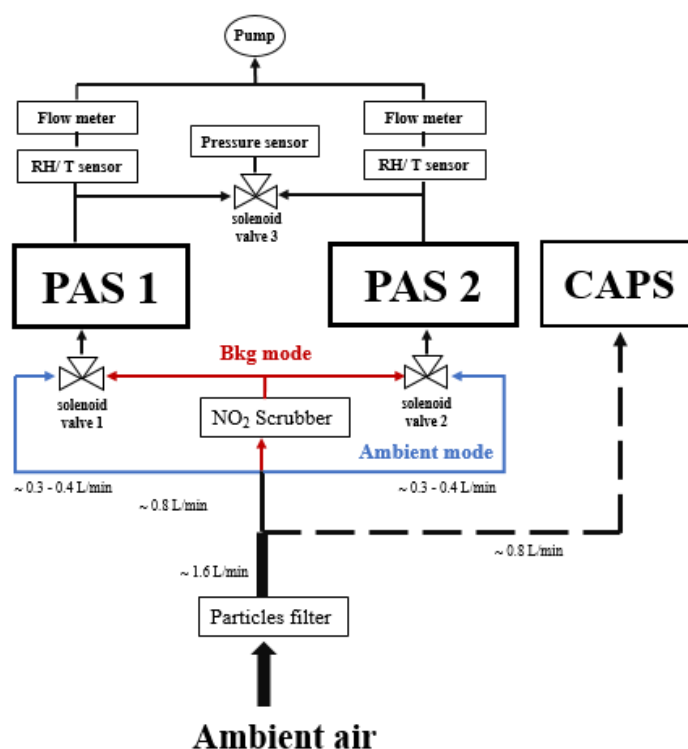 Pump
Flow meter
Flow meter
Pressure sensor
RH/ T sensor
RH/ T sensor
solenoid
valve 3
PAS 1
PAS 2
CAPS
Bkg mode
solenoid
valve 1
solenoid
valve 2
NO₂ Scrubber
Ambient mode
~ 0.3 - 0.4 L/min
~ 0.3 - 0.4 L/min
~ 0.8 L/min
~ 0.8 L/min
~ 1.6 L/min
Particles filter
Ambient air